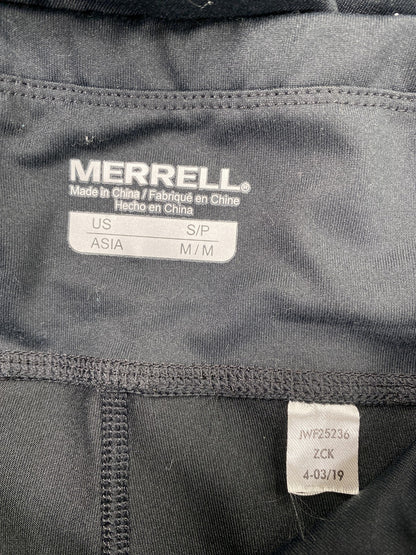 MERRELL®
Made in China / Fabriqué en Chine
Hecho en China
US S/P
ASIA M / M
JWF25236
ZCK
4-03/19